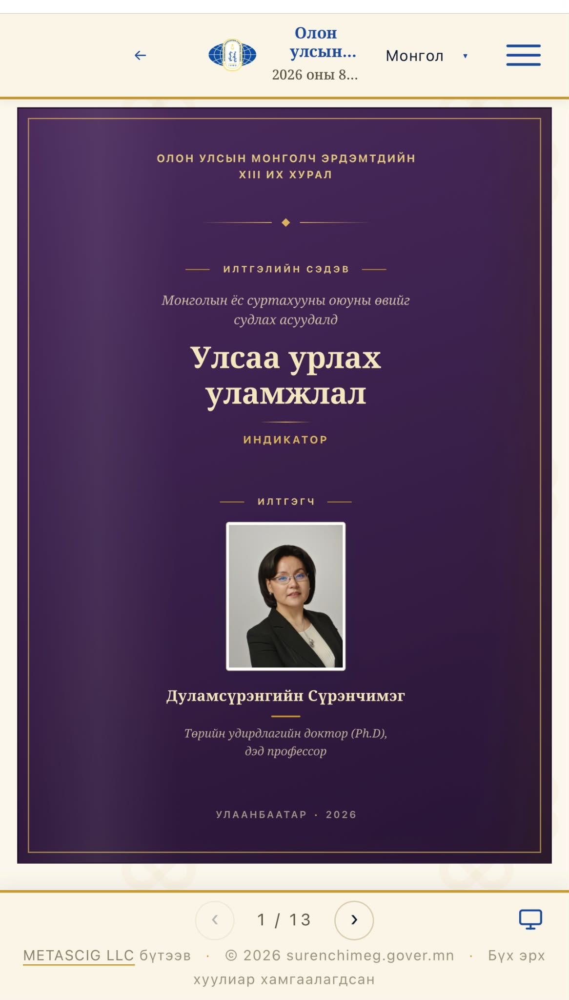 Олон
улсын...
2026 оны 8...
Монгол
ОЛОН УЛСЫН МОНГОЛЧ ЭРДЭМТДИЙН
XIII ИХ ХУРАЛ
ИЛТГЭЛИЙН СЭДЭВ
Монголын ёс суртахууны оюуны өвийг
судлах асуудалд
Улсаа урлах
уламжлал
ИНДИКАТОР
ИЛТГЭГЧ
Дуламсүрэнгийн Сүрэнчимэг
Төрийн удирдлагийн доктор (Ph.D),
дэд профессор
УЛААНБААТАР · 2026
1 / 13
METASCIG LLC бүтээв · © 2026 surenchimeg.gover.mn · Бүх эрх
хуулиар хамгаалагдсан